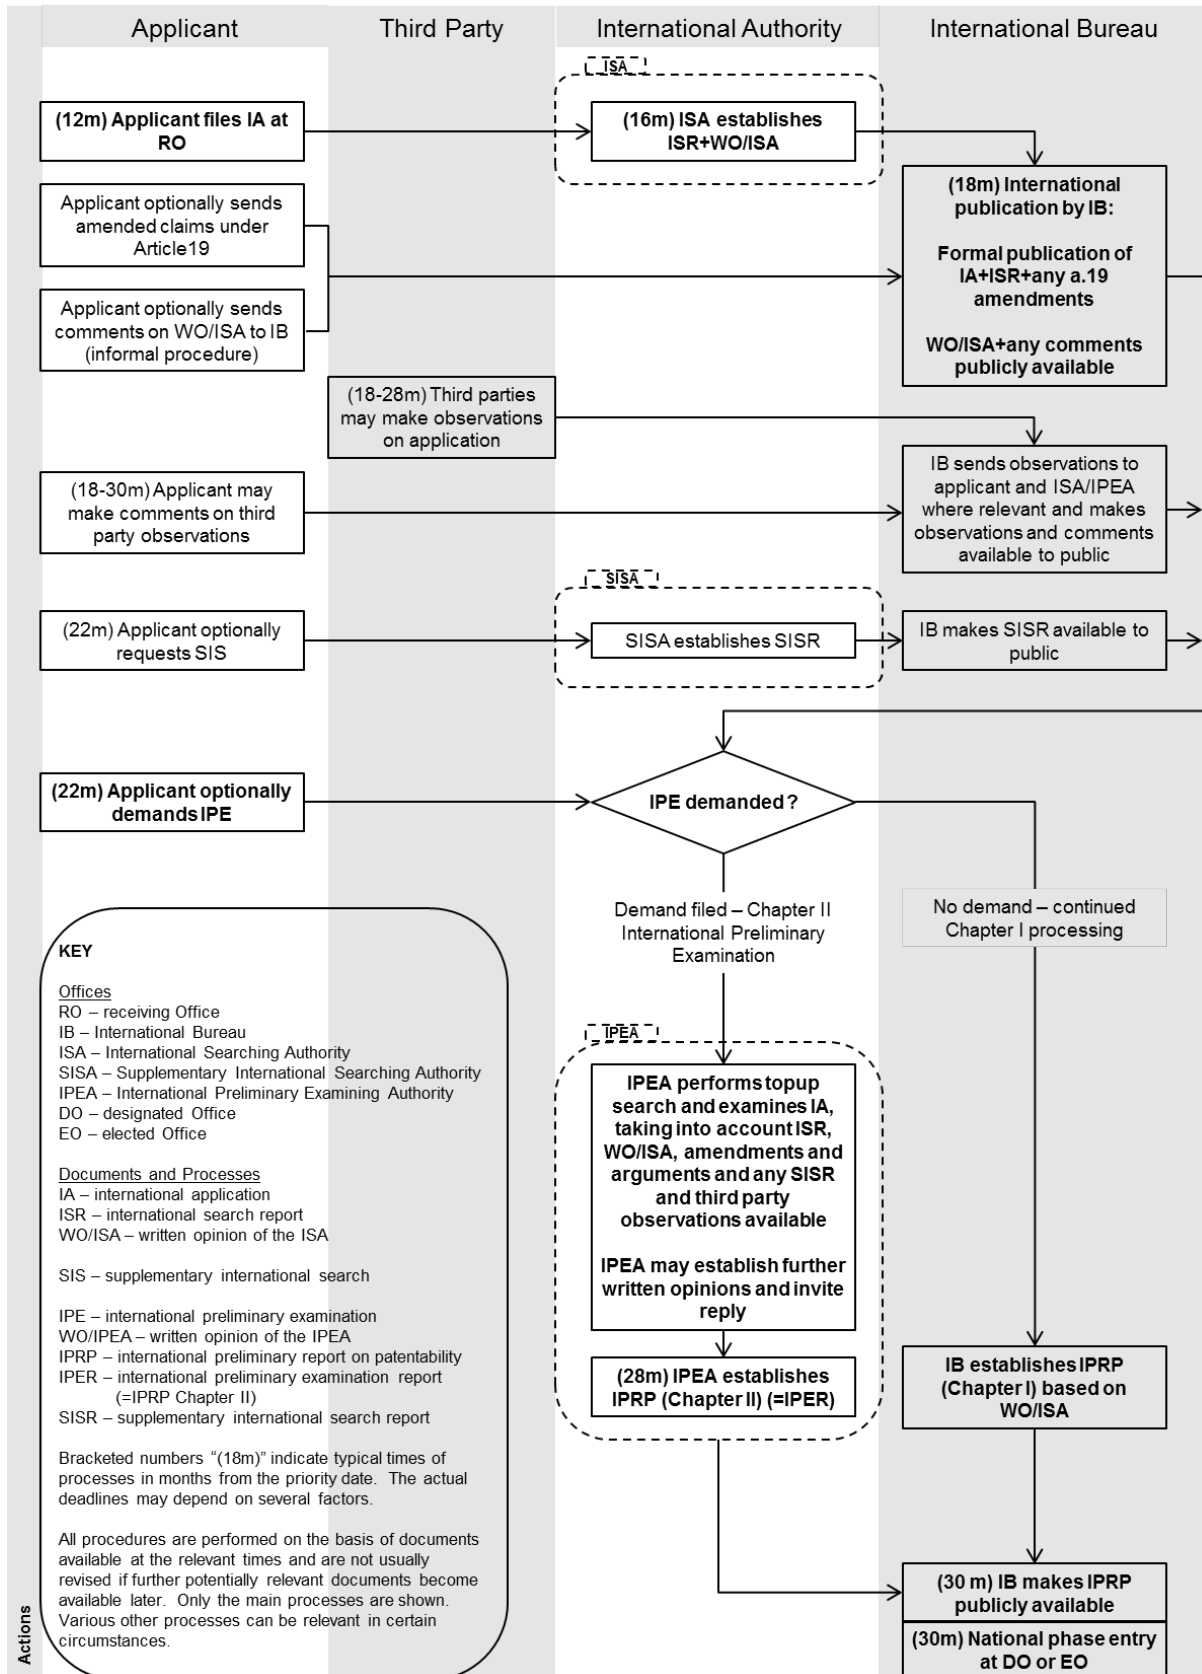 Applicant
Third Party
International Authority
International Bureau
ISA
(12m) Applicant files IA at
RO
(16m) ISA establishes
ISR+WO/ISA
(18m) International
publication by IB:
Formal publication of
IA+ISR+any a.19
amendments
WO/ISA+any comments
publicly available
Applicant optionally sends
amended claims under
Article19
Applicant optionally sends
comments on WO/ISA to IB
(informal procedure)
(18-28m) Third parties
may make observations
on application
(18-30m) Applicant may
make comments on third
party observations
IB sends observations to
applicant and ISA/IPEA
where relevant and makes
observations and comments
available to public
SISA
(22m) Applicant optionally
requests SIS
SISA establishes SISR
IB makes SISR available to
public
(22m) Applicant optionally
demands IPE
IPE demanded?
Demand filed – Chapter II
International Preliminary
Examination
No demand – continued
Chapter I processing
IPEA
IPEA performs topup
search and examines IA,
taking into account ISR,
WO/ISA, amendments and
arguments and any SISR
and third party
observations available
IPEA may establish further
written opinions and invite
reply
(28m) IPEA establishes
IPRP (Chapter II) (=IPER)
IB establishes IPRP
(Chapter I) based on
WO/ISA
(30 m) IB makes IPRP
publicly available
(30m) National phase entry
at DO or EO
KEY
Offices
RO – receiving Office
IB – International Bureau
ISA – International Searching Authority
SISA – Supplementary International Searching Authority
IPEA – International Preliminary Examining Authority
DO – designated Office
EO – elected Office
Documents and Processes
IA – international application
ISR – international search report
WO/ISA – written opinion of the ISA
SIS – supplementary international search
IPE – international preliminary examination
WO/IPEA – written opinion of the IPEA
IPRP – international preliminary report on patentability
IPER – international preliminary examination report
(=IPRP Chapter II)
SISR – supplementary international search report
Bracketed numbers “(18m)” indicate typical times of
processes in months from the priority date. The actual
deadlines may depend on several factors.
All procedures are performed on the basis of documents
available at the relevant times and are not usually
revised if further potentially relevant documents become
available later. Only the main processes are shown.
Various other processes can be relevant in certain
circumstances.
Actions